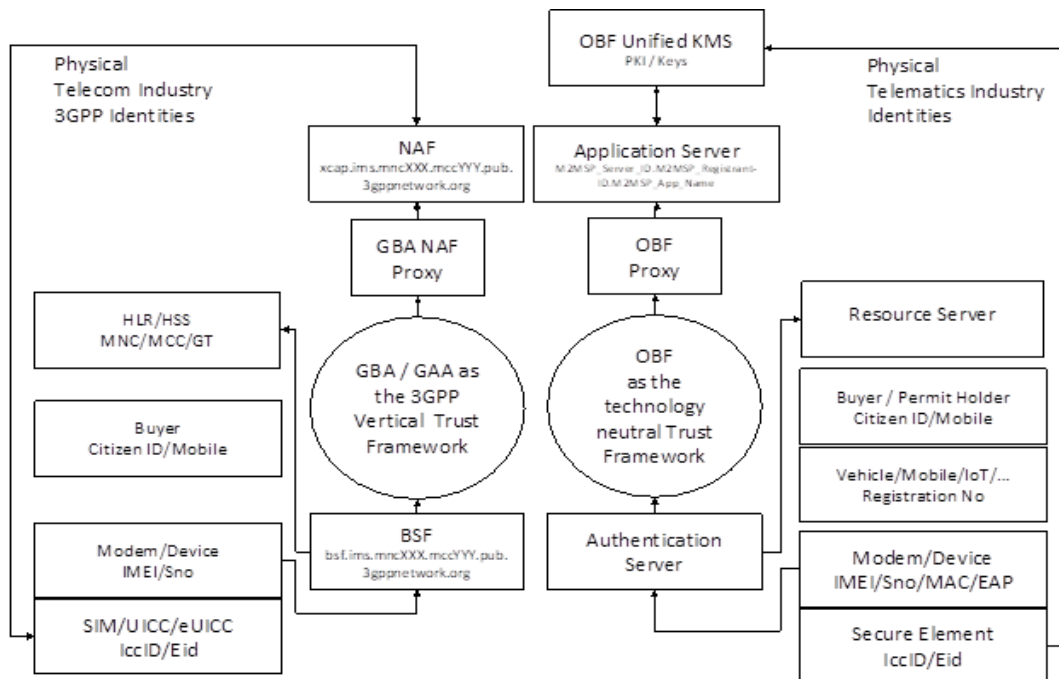 OBF Unified KMS
PKI / Keys
Physical
Telecom Industry
3GPP Identities
Physical
Telematics Industry
Identities
NAF
xcap.ims.mncXXX.mccYYY.pub.
3gppnetwork.org
Application Server
M2MSP_Server_ID.M2MSP_Registrant-
ID.M2MSP_App_Name
GBA NAF
Proxy
OBF
Proxy
HLR/HSS
MNC/MCC/GT
Resource Server
GBA / GAA as
the 3GPP
Vertical Trust
Framework
OBF
as the
technology
neutral Trust
Framework
Buyer
Citizen ID/Mobile
Buyer / Permit Holder
Citizen ID/Mobile
Vehicle/Mobile/IoT/...
Registration No
BSF
bsf.ims.mncXXX.mccYYY.pub.
3gppnetwork.org
Authentication
Server
Modem/Device
IMEI/Sno
Modem/Device
IMEI/Sno/MAC/EAP
SIM/UICC/eUICC
IccID/Eid
Secure Element
IccID/Eid